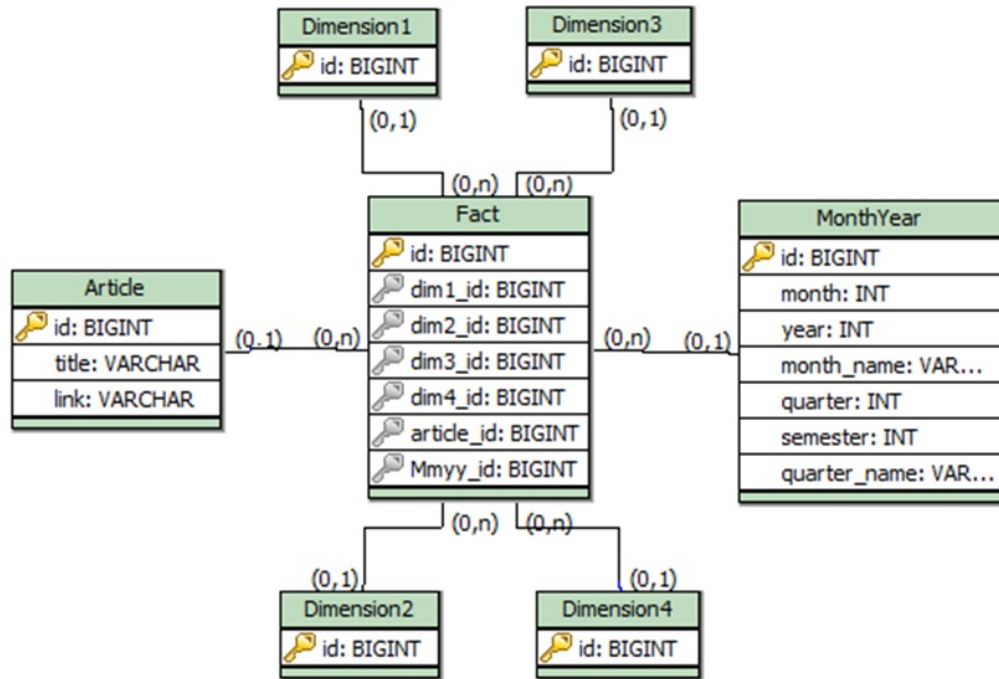 Dimension1
id: BIGINT
(0,1)
(0,n)
Dimension3
id: BIGINT
(0,1)
(0,n)
Article
id: BIGINT
title: VARCHAR
link: VARCHAR
(0,1)
(0,n)
Fact
id: BIGINT
dim1_id: BIGINT
dim2_id: BIGINT
dim3_id: BIGINT
dim4_id: BIGINT
article_id: BIGINT
Mmyy_id: BIGINT
(0,n)
(0,1)
MonthYear
id: BIGINT
month: INT
year: INT
month_name: VAR...
quarter: INT
semester: INT
quarter_name: VAR...
(0,n)
(0,1)
Dimension2
id: BIGINT
(0,n)
(0,1)
Dimension4
id: BIGINT